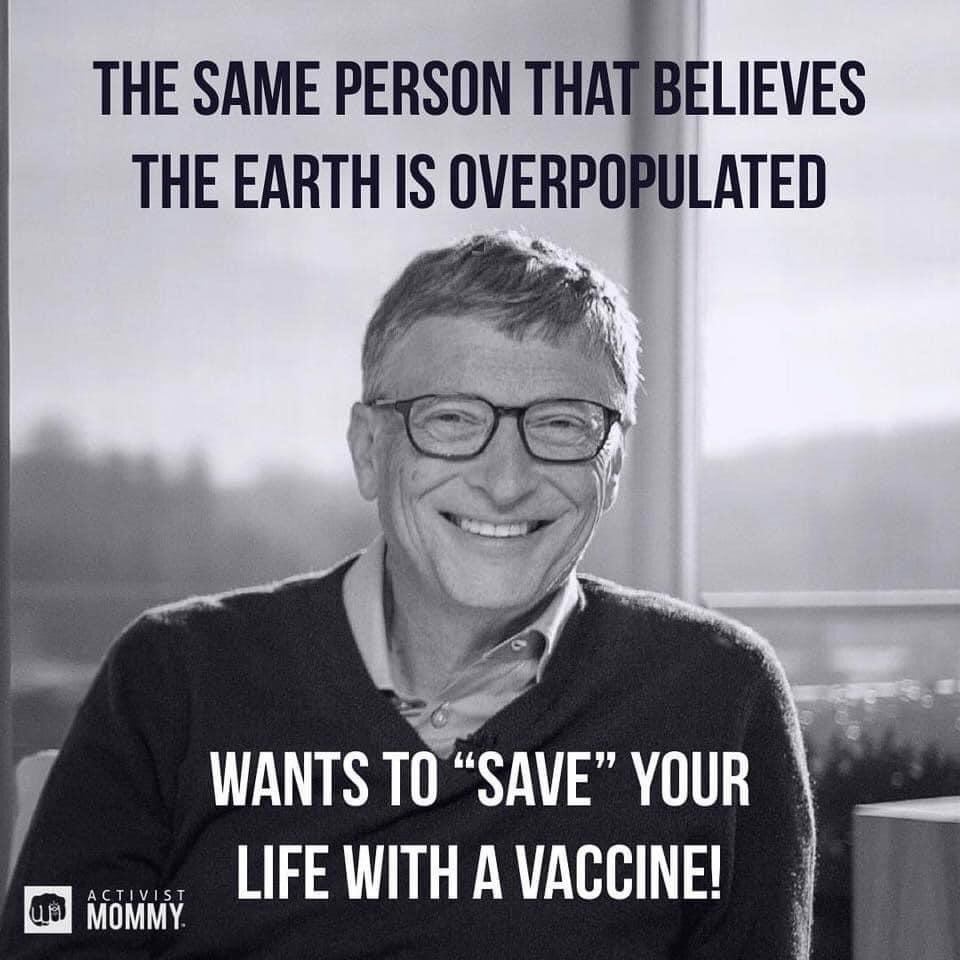 THE SAME PERSON THAT BELIEVES
THE EARTH IS OVERPOPULATED
WANTS TO “SAVE” YOUR
LIFE WITH A VACCINE!
ACTIVIST
MOMMY.